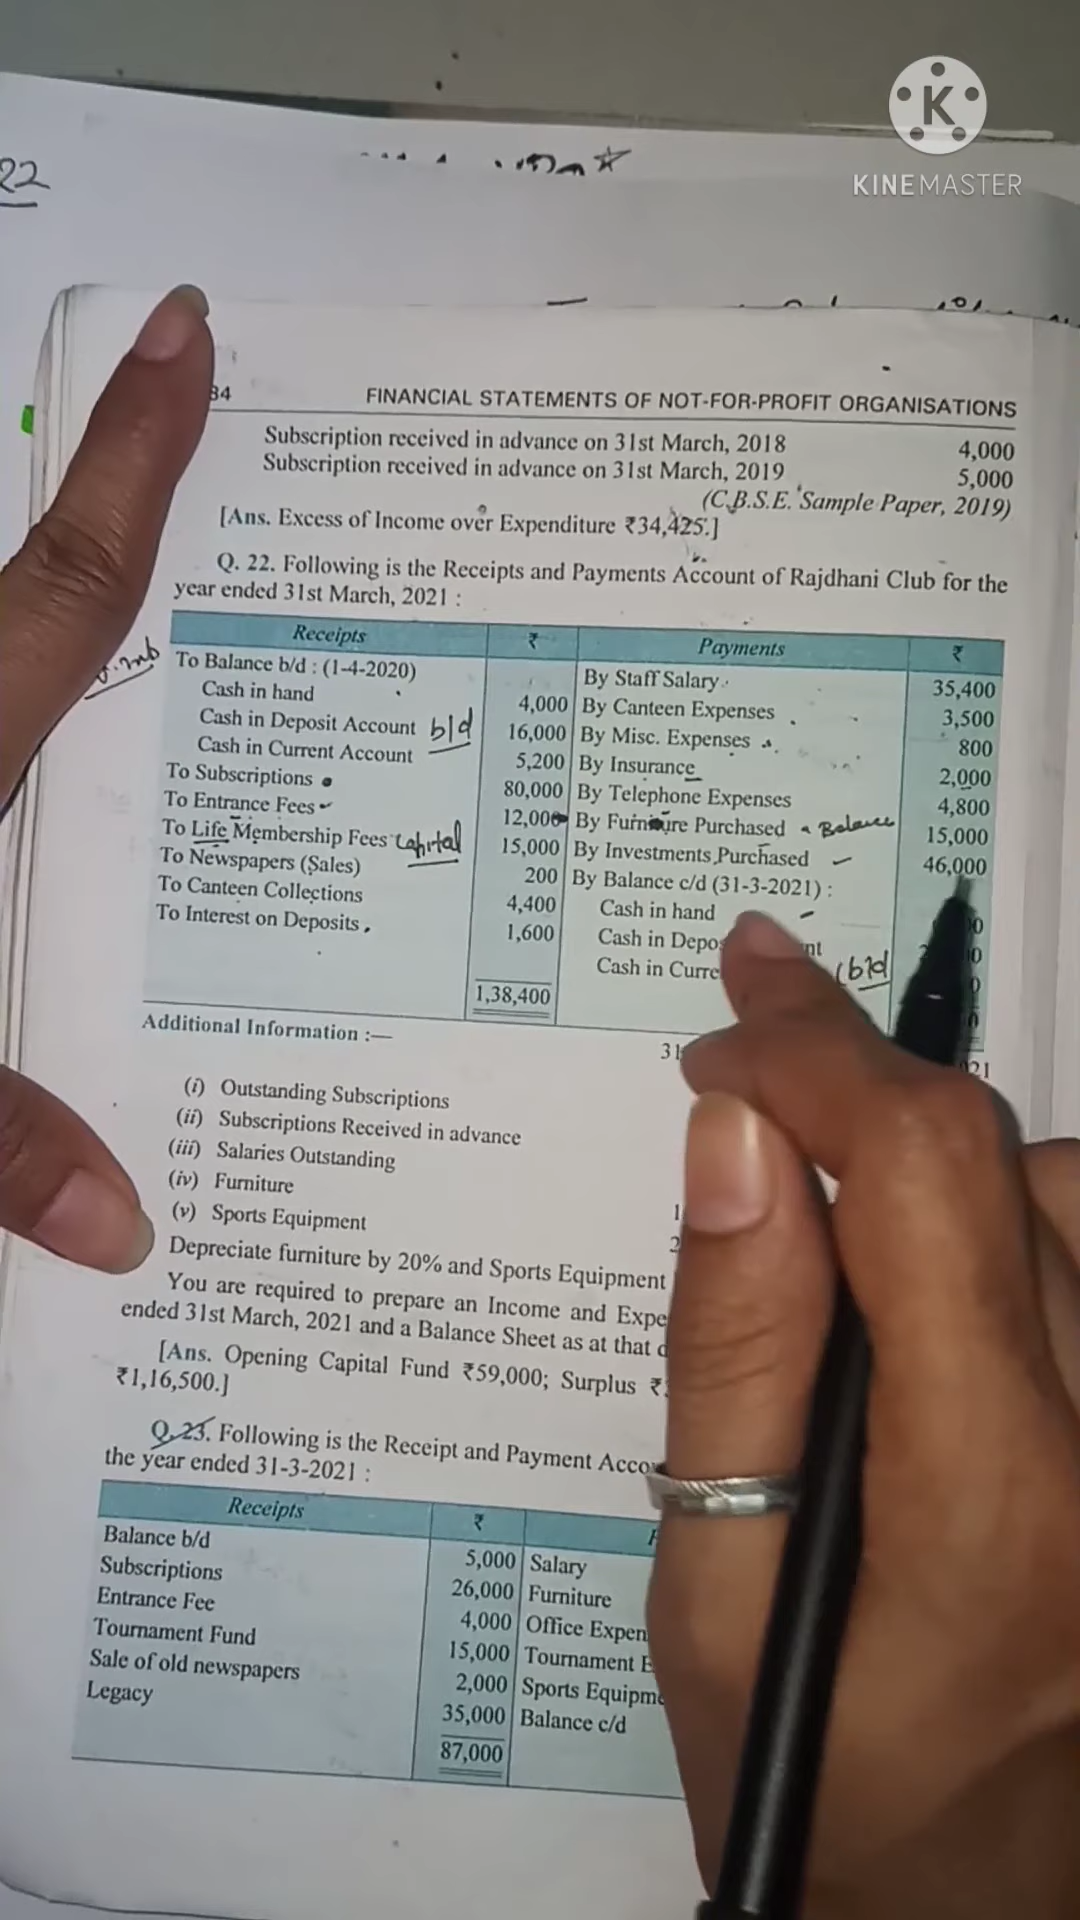 KINEMASTER
22
34 FINANCIAL STATEMENTS OF NOT-FOR-PROFIT ORGANISATIONS
Subscription received in advance on 31st March, 2018 4,000
Subscription received in advance on 31st March, 2019 5,000
(C.B.S.E. Sample Paper, 2019)
[Ans. Excess of Income over Expenditure ₹34,425.]
Q. 22. Following is the Receipts and Payments Account of Rajdhani Club for the
year ended 31st March, 2021 :
Receipts ₹ Payments ₹
To Balance b/d : (1-4-2020) By Staff Salary 35,400
Cash in hand 4,000 By Canteen Expenses 3,500
Cash in Deposit Account b/d 16,000 By Misc. Expenses 800
Cash in Current Account 5,200 By Insurance 2,000
To Subscriptions 80,000 By Telephone Expenses 4,800
To Entrance Fees 12,000 By Furniture Purchased Balance 15,000
To Life Membership Fees Capital 15,000 By Investments Purchased 46,000
To Newspapers (Sales) 200 By Balance c/d (31-3-2021) :
To Canteen Collections 4,400 Cash in hand
To Interest on Deposits 1,600 Cash in Depos
Cash in Curre (b/d
1,38,400
Additional Information :—
(i) Outstanding Subscriptions
(ii) Subscriptions Received in advance
(iii) Salaries Outstanding
(iv) Furniture
(v) Sports Equipment
Depreciate furniture by 20% and Sports Equipment
You are required to prepare an Income and Expe
ended 31st March, 2021 and a Balance Sheet as at that d
[Ans. Opening Capital Fund ₹59,000; Surplus ₹
₹1,16,500.]
Q. 23. Following is the Receipt and Payment Acco
the year ended 31-3-2021 :
Receipts ₹
Balance b/d 5,000 Salary
Subscriptions 26,000 Furniture
Entrance Fee 4,000 Office Expen
Tournament Fund 15,000 Tournament E
Sale of old newspapers 2,000 Sports Equipme
Legacy 35,000 Balance c/d
87,000